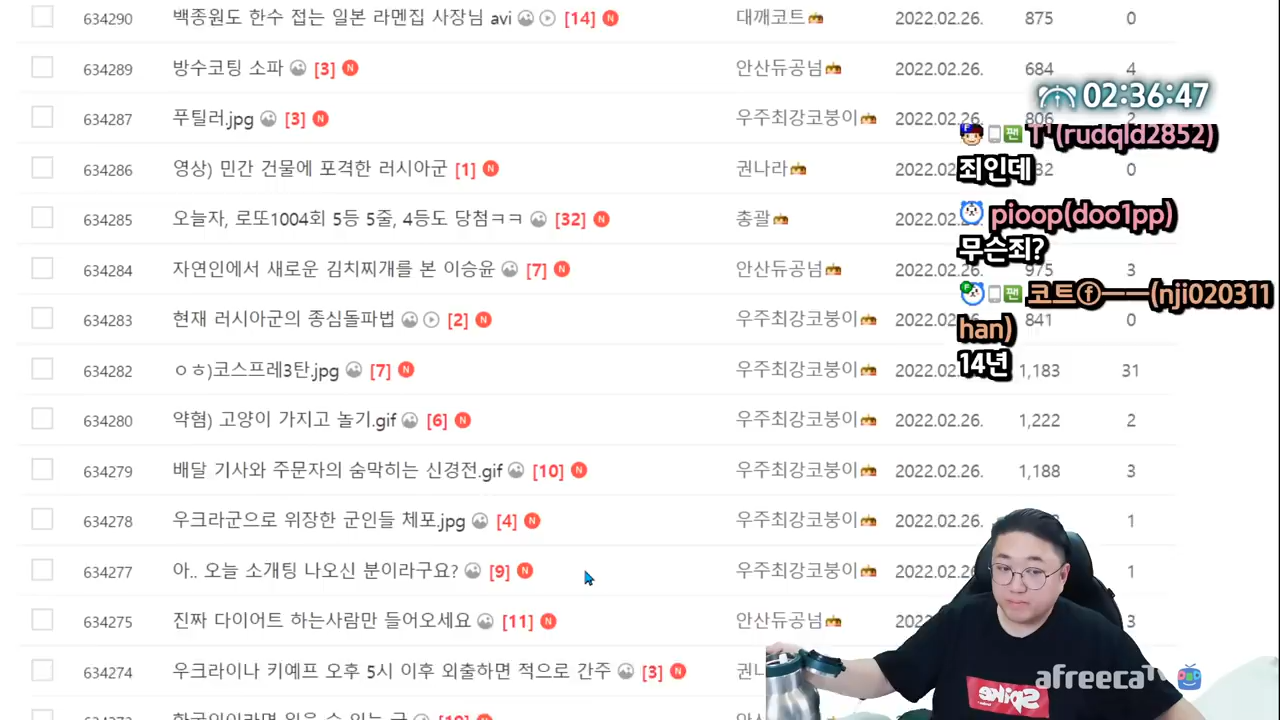 백종원도 한수 접는 일본 라멘집 사장님 avi [14] N 대깨코트 2022.02.26. 875 0
634289 방수코팅 소파 [3] N 안산듀공넘 2022.02.26. 684 4
02:36:47
634287 푸틸러.jpg [3] N 우주최강코붕이 2022.02.26. 806 2
T'(rudqld2852)
634286 영상) 민간 건물에 포격한 러시아군 [1] N 권나라 2022.02. 32 0
죄인데
634285 오늘자, 로또1004회 5등 5줄, 4등도 당첨ㅋㅋ [32] N 총괄 2022.02
pioop(doo1pp)
무슨죄?
634284 자연인에서 새로운 김치찌개를 본 이승윤 [7] N 안산듀공넘 2022.02. 975 3
코트ⓕㅡㅡ(nji020311
han)
634283 현재 러시아군의 종심돌파법 [2] N 우주최강코붕이 2022.02. 841 0
14년
634282 ㅇㅎ)코스프레3탄.jpg [7] N 우주최강코붕이 2022.02. 1,183 31
634280 약혐) 고양이 가지고 놀기.gif [6] N 우주최강코붕이 2022.02.26. 1,222 2
634279 배달 기사와 주문자의 숨막히는 신경전.gif [10] N 우주최강코붕이 2022.02.26. 1,188 3
634278 우크라군으로 위장한 군인들 체포.jpg [4] N 우주최강코붕이 2022.02.26. 1
634277 아.. 오늘 소개팅 나오신 분이라구요? [9] N 우주최강코붕이 2022.02.26 1
634275 진짜 다이어트 하는사람만 들어오세요 [11] N 안산듀공넘 2022.02. 3
634274 우크라이나 키예프 오후 5시 이후 외출하면 적으로 간주 [3] N 권나
afreecaTV
Spike